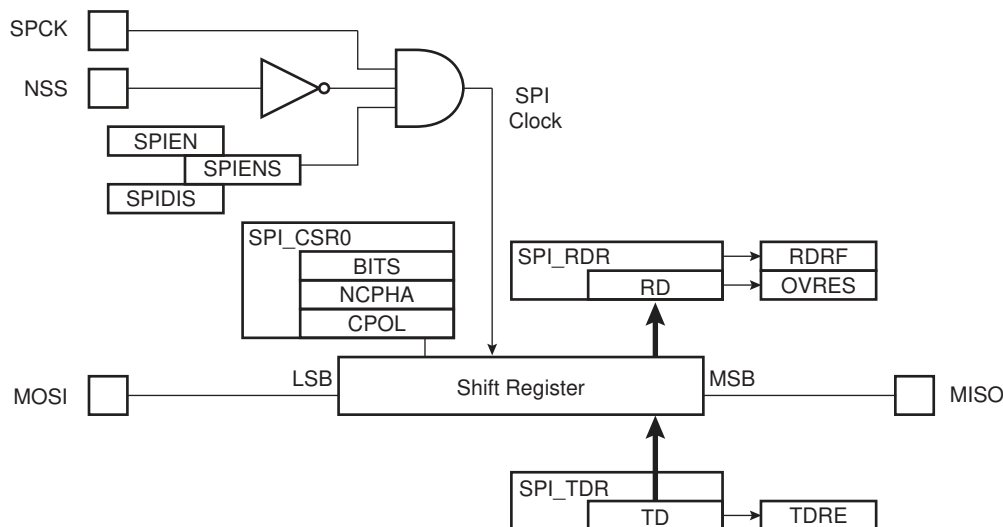 SPCK
NSS
SPI
Clock
SPIEN
SPIENS
SPIDIS
SPI_CSR0
BITS
NCPHA
CPOL
SPI_RDR
RD
RDRF
OVRES
MOSI
LSB
Shift Register
MSB
MISO
SPI_TDR
TD
TDRE